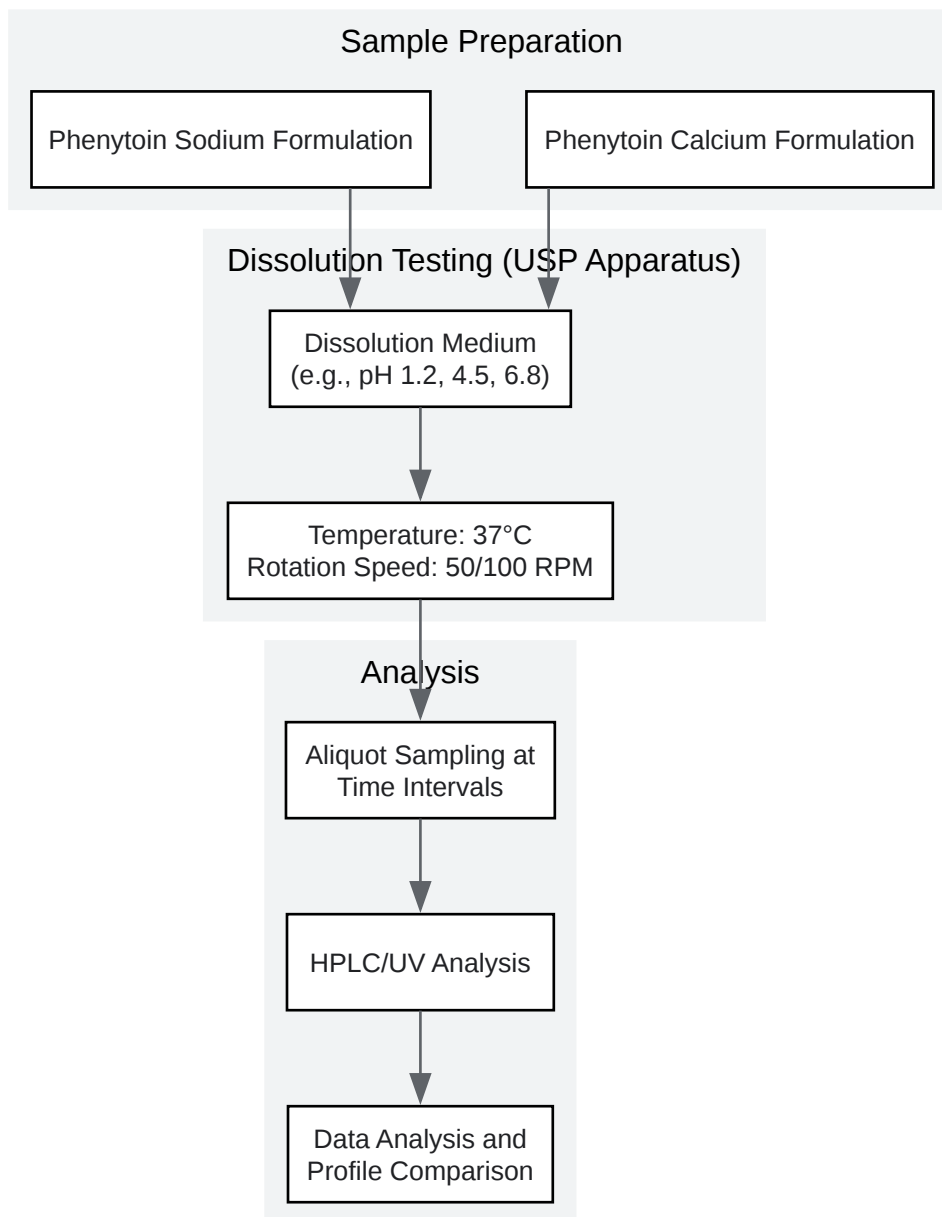 Sample Preparation
Phenytoin Sodium Formulation
Phenytoin Calcium Formulation
Dissolution Testing (USP Apparatus)
Dissolution Medium
(e.g., pH 1.2, 4.5, 6.8)
Temperature: 37°C
Rotation Speed: 50/100 RPM
Analysis
Aliquot Sampling at
Time Intervals
HPLC/UV Analysis
Data Analysis and
Profile Comparison